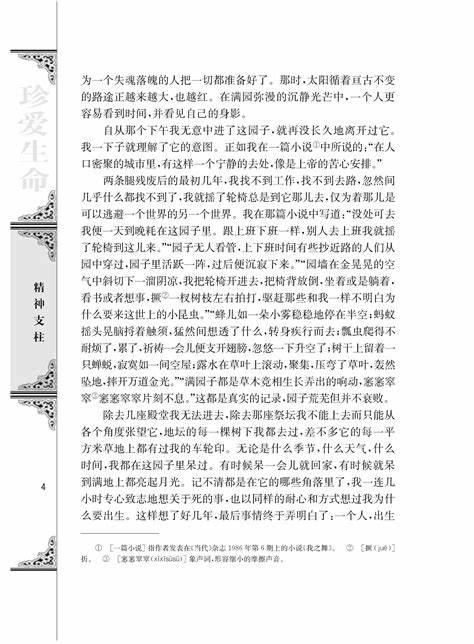 珍爱生命
精神支柱
为一个失魂落魄的人把一切都准备好了。那时,太阳循着亘古不变
的路途正越来越大,也越红。在满园弥漫的沉静光芒中,一个人更
容易看到时间,并看见自己的身影。
自从那个下午我无意中进了这园子,就再没长久地离开过它。
我一下子就理解了它的意图。正如我在一篇小说①中所说的:“在人
口密聚的城市里,有这样一个宁静的去处,像是上帝的苦心安排。”
两条腿残废后的最初几年,我找不到工作,找不到去路,忽然间
几乎什么都找不到了,我就摇了轮椅总是到它那儿去,仅为着那儿是
可以逃避一个世界的另一个世界。我在那篇小说中写道:“没处可去
我便一天到晚耗在这园子里。跟上班下班一样,别人去上班我就摇
了轮椅到这儿来。”“园子无人看管,上下班时间有些抄近路的人们从
园中穿过,园子里活跃一阵,过后便沉寂下来。”“园墙在金晃晃的空
气中斜切下一溜阴凉,我把轮椅开进去,把椅背放倒,坐着或是躺着,
看书或者想事,撅②一杈树枝左右拍打,驱赶那些和我一样不明白为
什么要来这世上的小昆虫。”“蜂儿如一朵小雾稳稳地停在半空;蚂蚁
摇头晃脑捋着触须,猛然间想透了什么,转身疾行而去;瓢虫爬得不
耐烦了,累了,祈祷一会儿便支开翅膀,忽悠一下升空了;树干上留着一
只蝉蜕,寂寞如一间空屋;露水在草叶上滚动,聚集,压弯了草叶,轰然
坠地,摔开万道金光。”“满园子都是草木竞相生长弄出的响动,窸窸窣
窣③窸窸窣窣片刻不息。”这都是真实的记录,园子荒芜但并不衰败。
除去几座殿堂我无法进去,除去那座祭坛我不能上去而只能从
各个角度张望它,地坛的每一棵树下我都去过,差不多它的每一平
方米草地上都有过我的车轮印。无论是什么季节,什么天气,什么
时间,我都在这园子里呆过。有时候呆一会儿就回家,有时候就呆
到满地上都亮起月光。记不清都是在它的哪些角落里了,我一连几
小时专心致志地想关于死的事,也以同样的耐心和方式想过我为什
么要出生。这样想了好几年,最后事情终于弄明白了:一个人,出生
① [一篇小说]指作者发表在《当代》杂志1986年第6期上的小说《我之舞》。 ② [撅(juē)]
折。 ③ [窸窸窣窣(xīxīsūsū)]象声词,形容细小的摩擦声音。
4